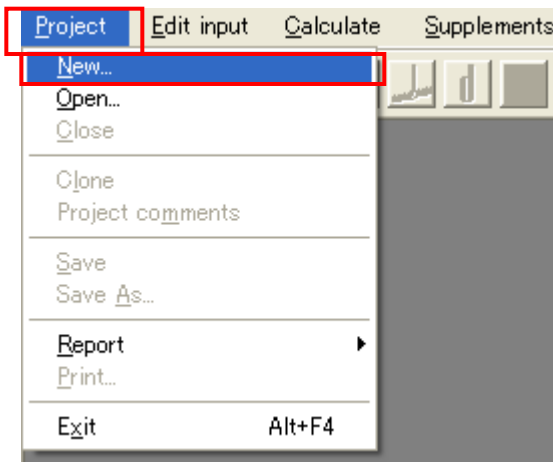 Project Edit input Calculate Supplements
New...
Open...
Close
Clone
Project comments
Save
Save As...
Report
Print...
Exit Alt+F4